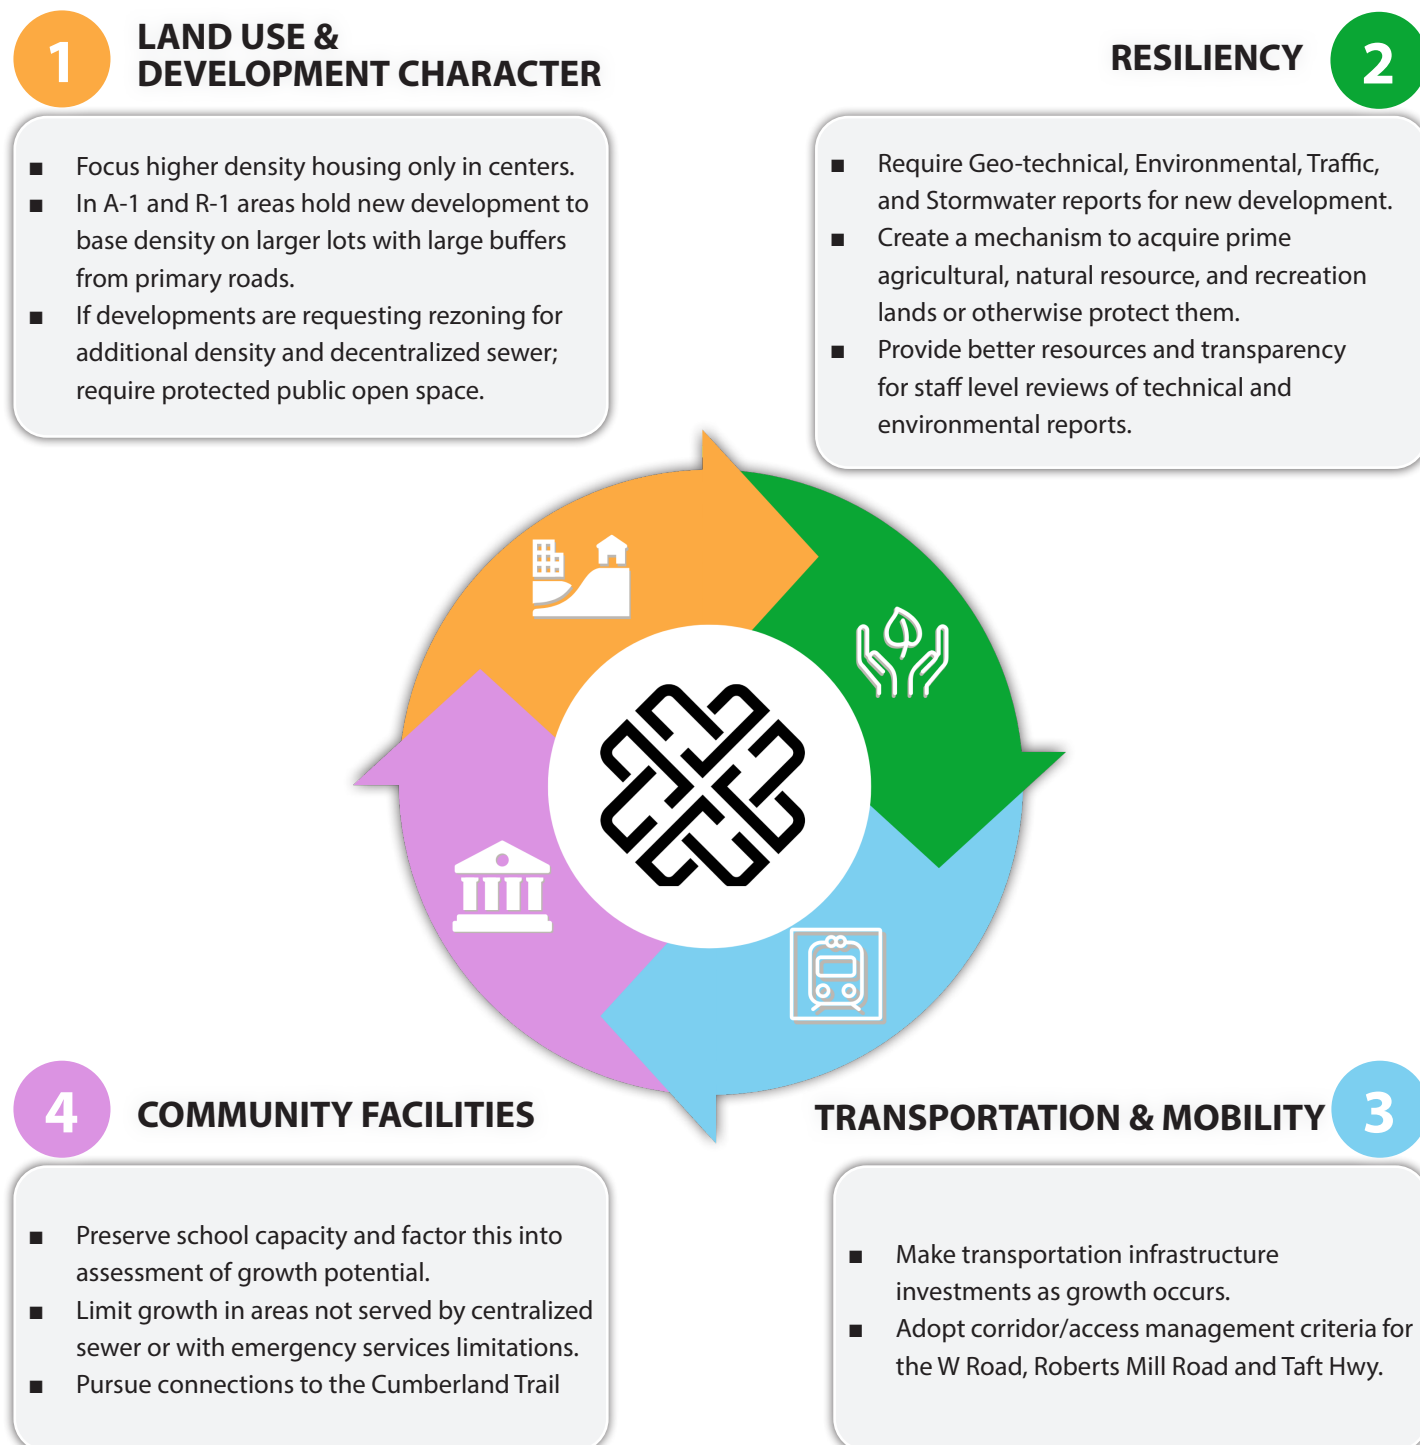 1
LAND USE &
DEVELOPMENT CHARACTER
■ Focus higher density housing only in centers.
■ In A-1 and R-1 areas hold new development to
base density on larger lots with large buffers
from primary roads.
■ If developments are requesting rezoning for
additional density and decentralized sewer;
require protected public open space.
RESILIENCY
2
■ Require Geo-technical, Environmental, Traffic,
and Stormwater reports for new development.
■ Create a mechanism to acquire prime
agricultural, natural resource, and recreation
lands or otherwise protect them.
■ Provide better resources and transparency
for staff level reviews of technical and
environmental reports.
4
COMMUNITY FACILITIES
■ Preserve school capacity and factor this into
assessment of growth potential.
■ Limit growth in areas not served by centralized
sewer or with emergency services limitations.
■ Pursue connections to the Cumberland Trail
TRANSPORTATION & MOBILITY
3
■ Make transportation infrastructure
investments as growth occurs.
■ Adopt corridor/access management criteria for
the W Road, Roberts Mill Road and Taft Hwy.